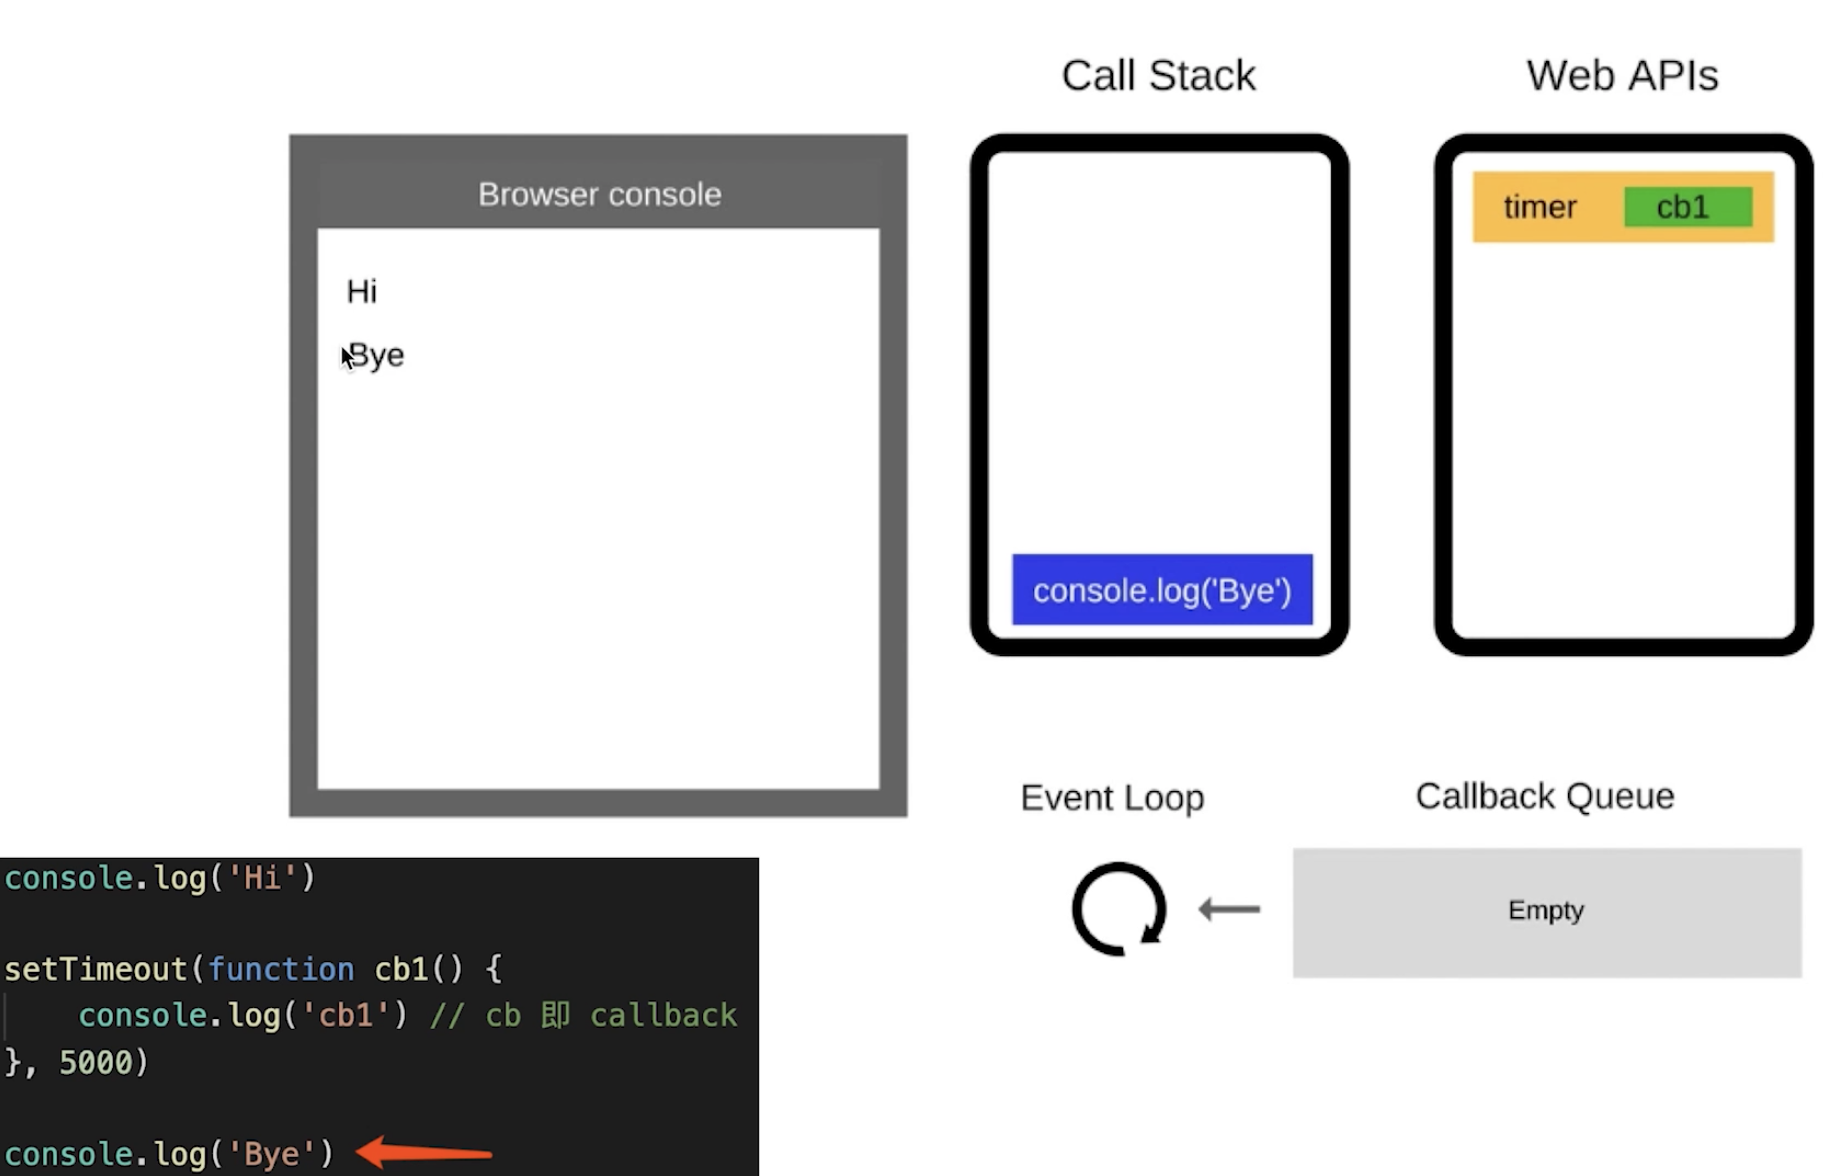 Call Stack
Web APIs
Browser console
timer
cb1
Hi
Bye
console.log('Bye')
Event Loop
Callback Queue
Empty
console.log('Hi')
setTimeout(function cb1() {
console.log('cb1') // cb 即 callback
}, 5000)
console.log('Bye')